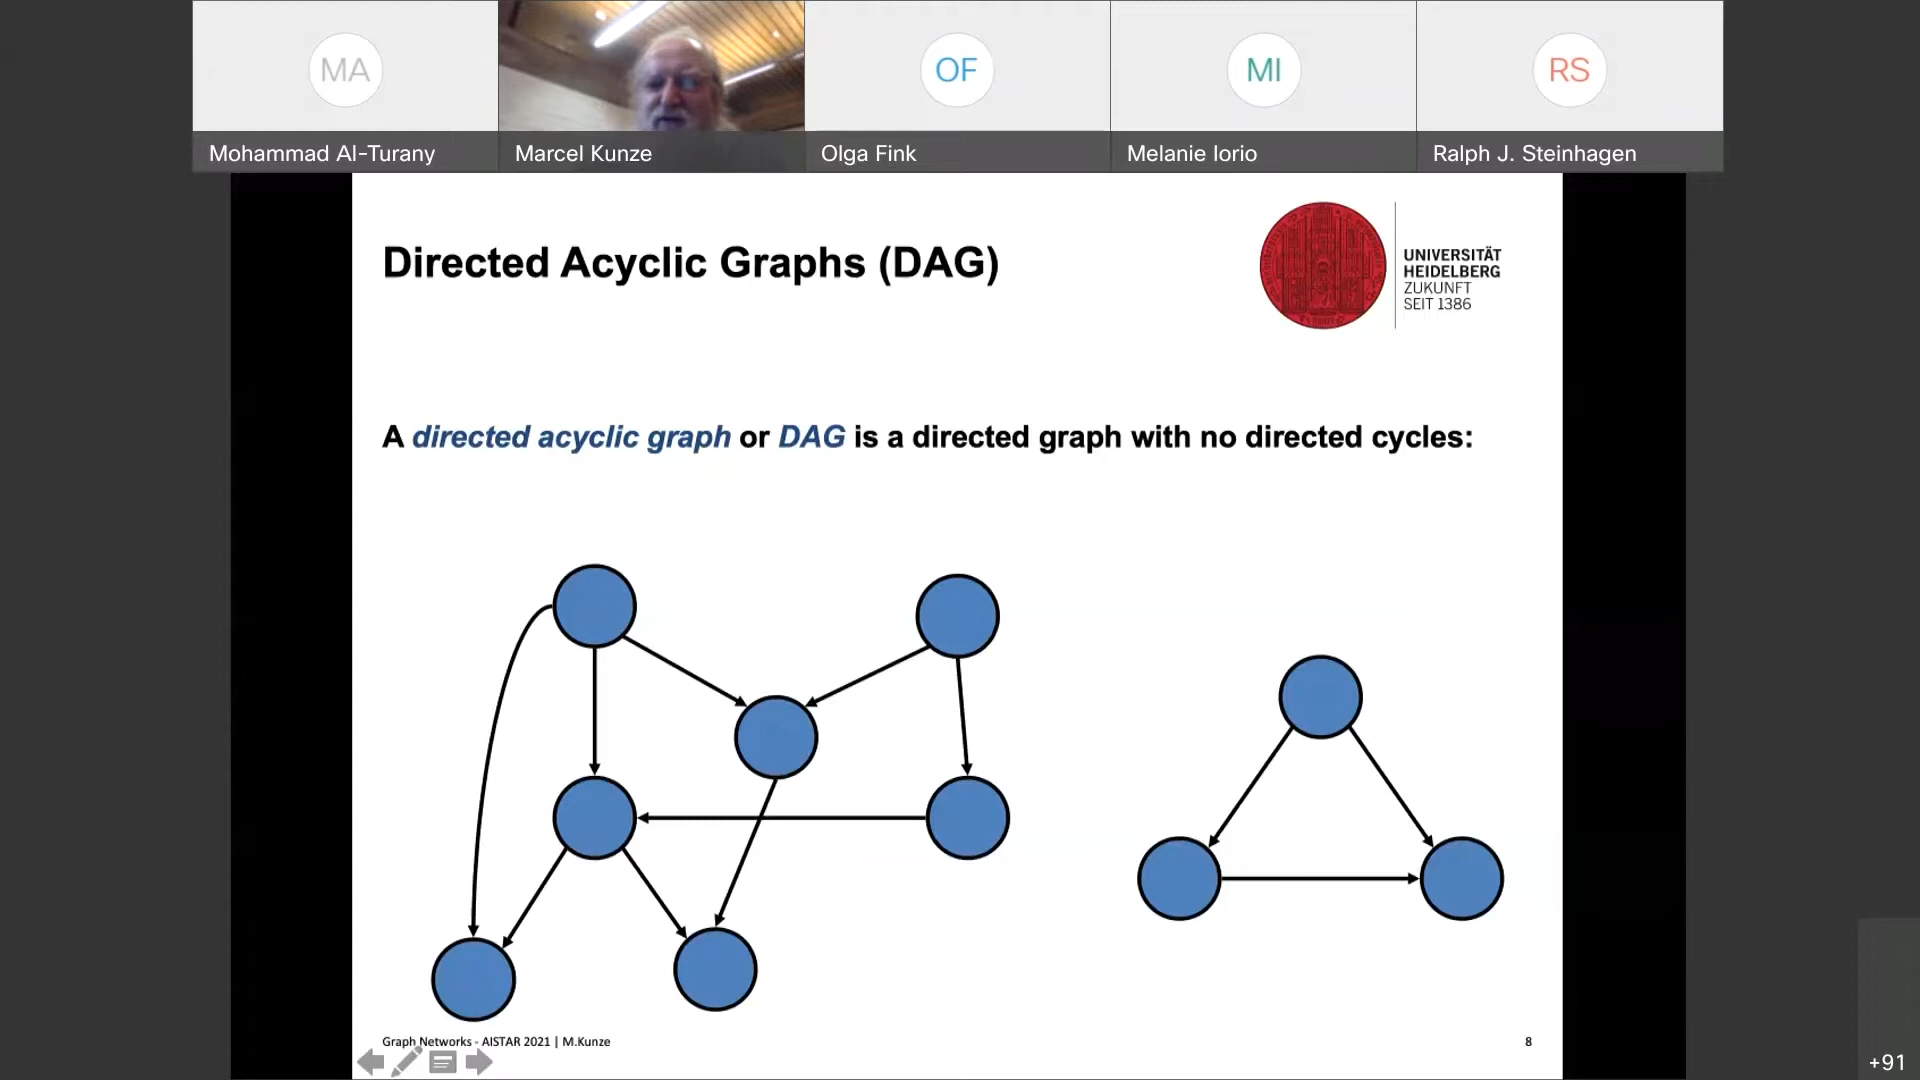 MA
OF
MI
RS
Mohammad Al-Turany
Marcel Kunze
Olga Fink
Melanie Iorio
Ralph J. Steinhagen
Directed Acyclic Graphs (DAG)
UNIVERSITÄT
HEIDELBERG
ZUKUNFT
SEIT 1386
A directed acyclic graph or DAG is a directed graph with no directed cycles:
Graph Networks - AISTAR 2021 | M.Kunze
8
+91